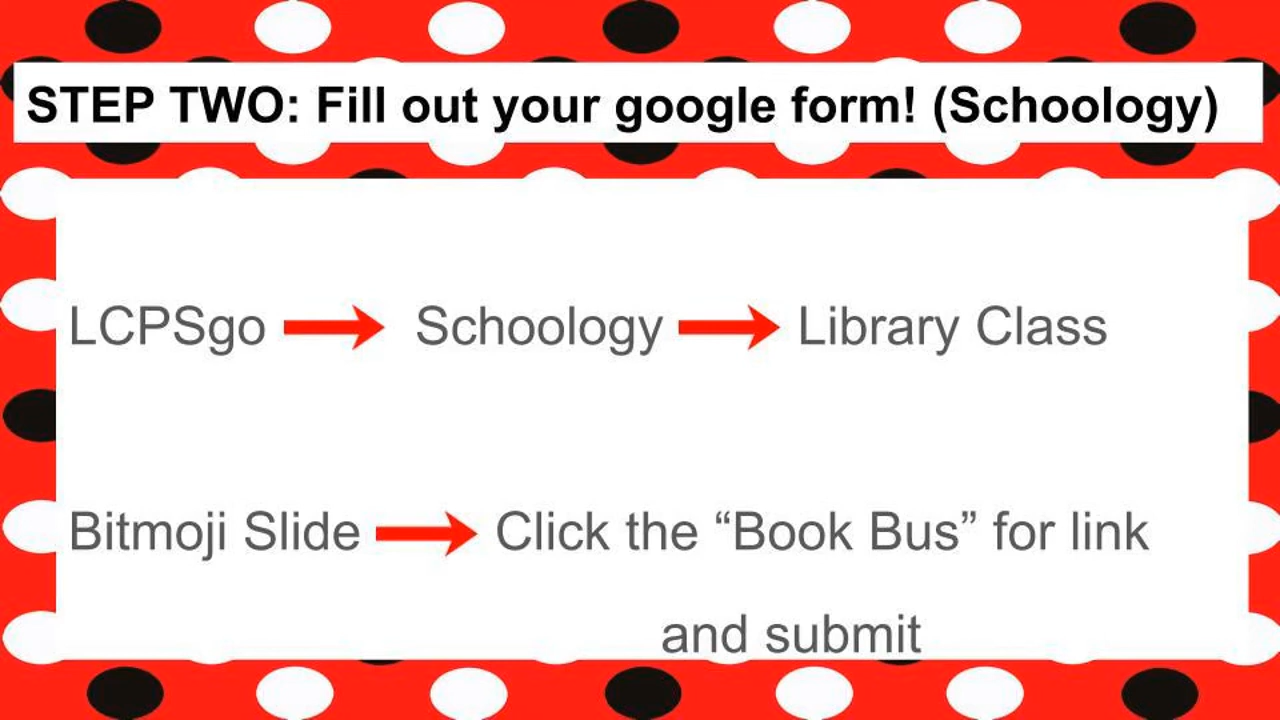 STEP TWO: Fill out your google form! (Schoology)
LCPSgo Schoology Library Class
Bitmoji Slide Click the “Book Bus” for link
and submit